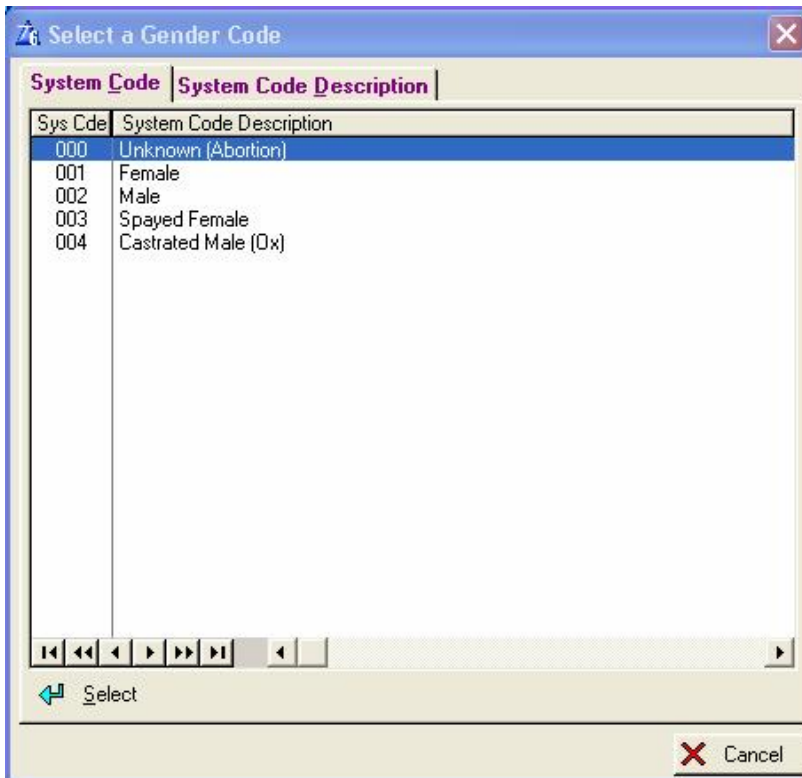 Select a Gender Code
System Code System Code Description
Sys Cde System Code Description
000 Unknown (Abortion)
001 Female
002 Male
003 Spayed Female
004 Castrated Male (Ox)
Select
Cancel